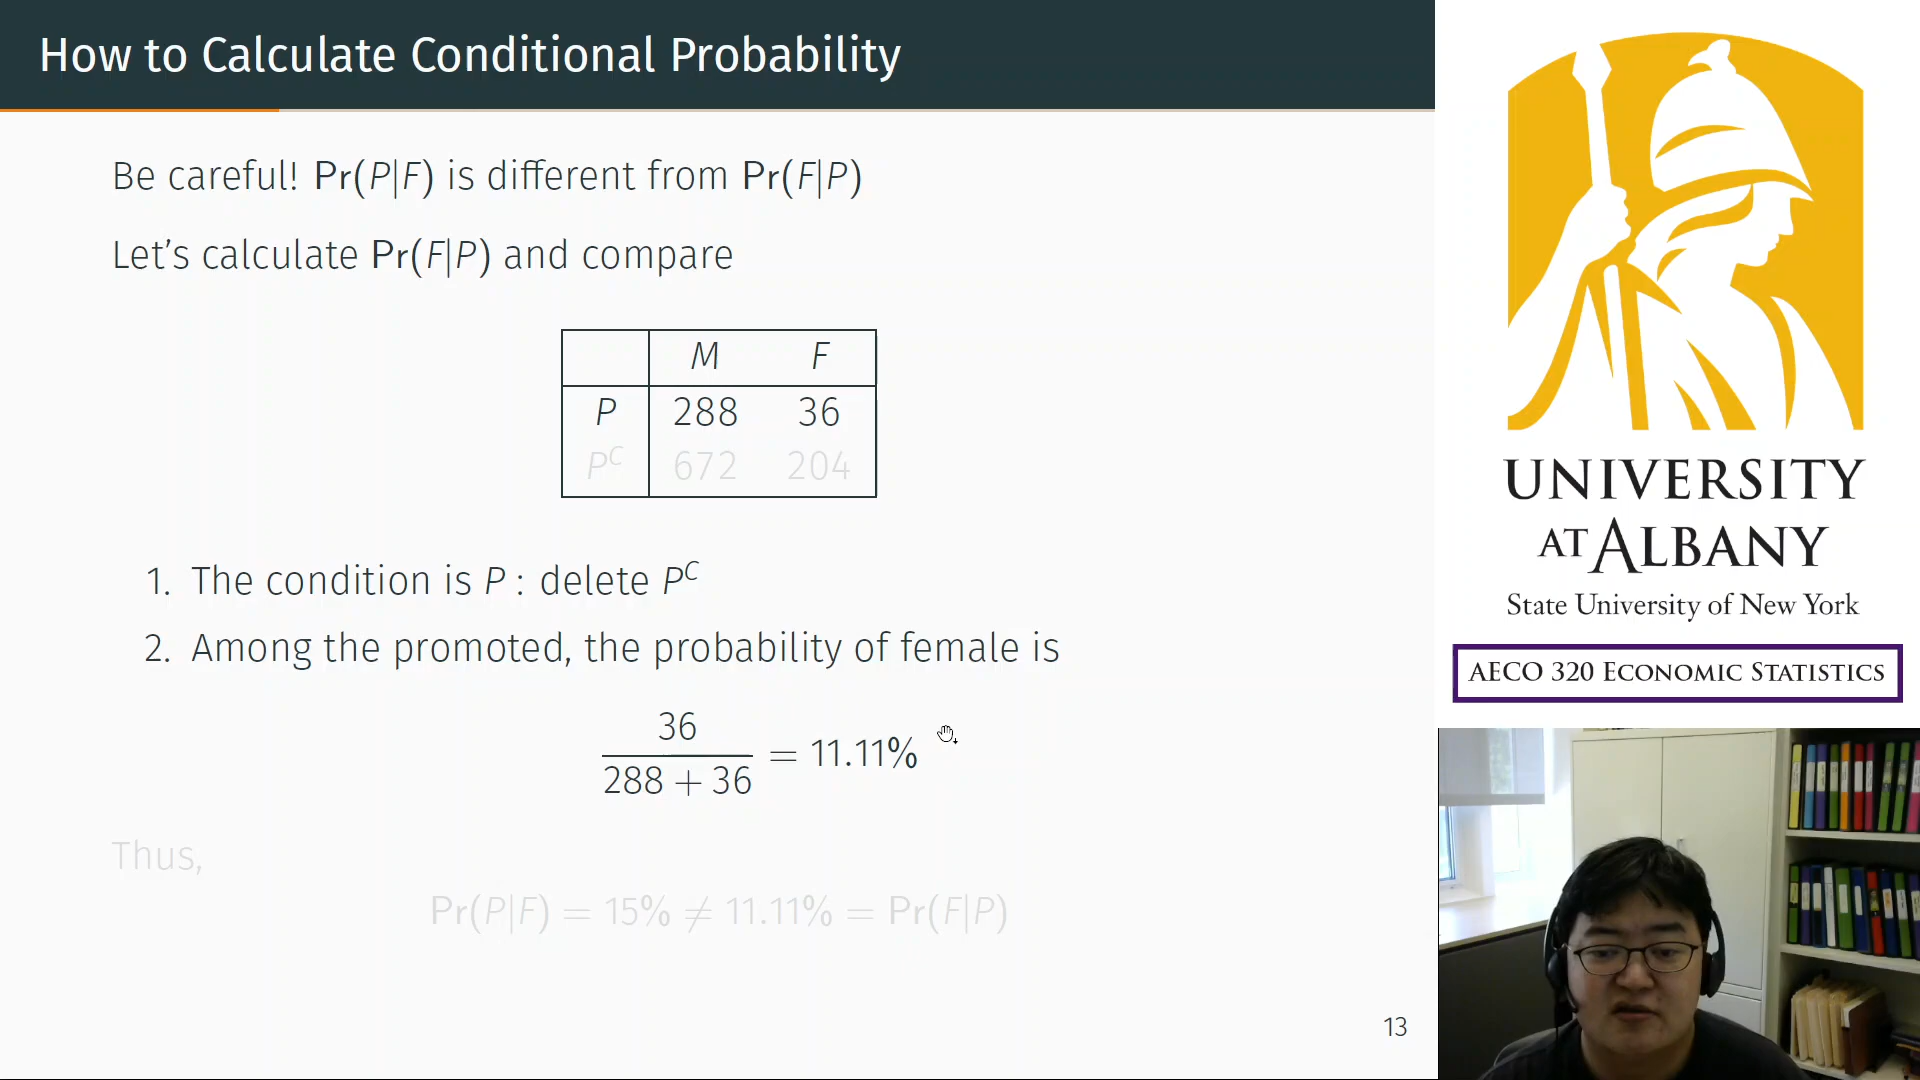 How to Calculate Conditional Probability
Be careful! Pr(P|F) is different from Pr(F|P)
Let's calculate Pr(F|P) and compare
M F
P 288 36
Pᶜ 672 204
1. The condition is P : delete Pᶜ
2. Among the promoted, the probability of female is
36
288 + 36
= 11.11%
Thus,
Pr(P|F) = 15% ≠ 11.11% = Pr(F|P)
13
UNIVERSITY
AT ALBANY
State University of New York
AECO 320 Economic Statistics